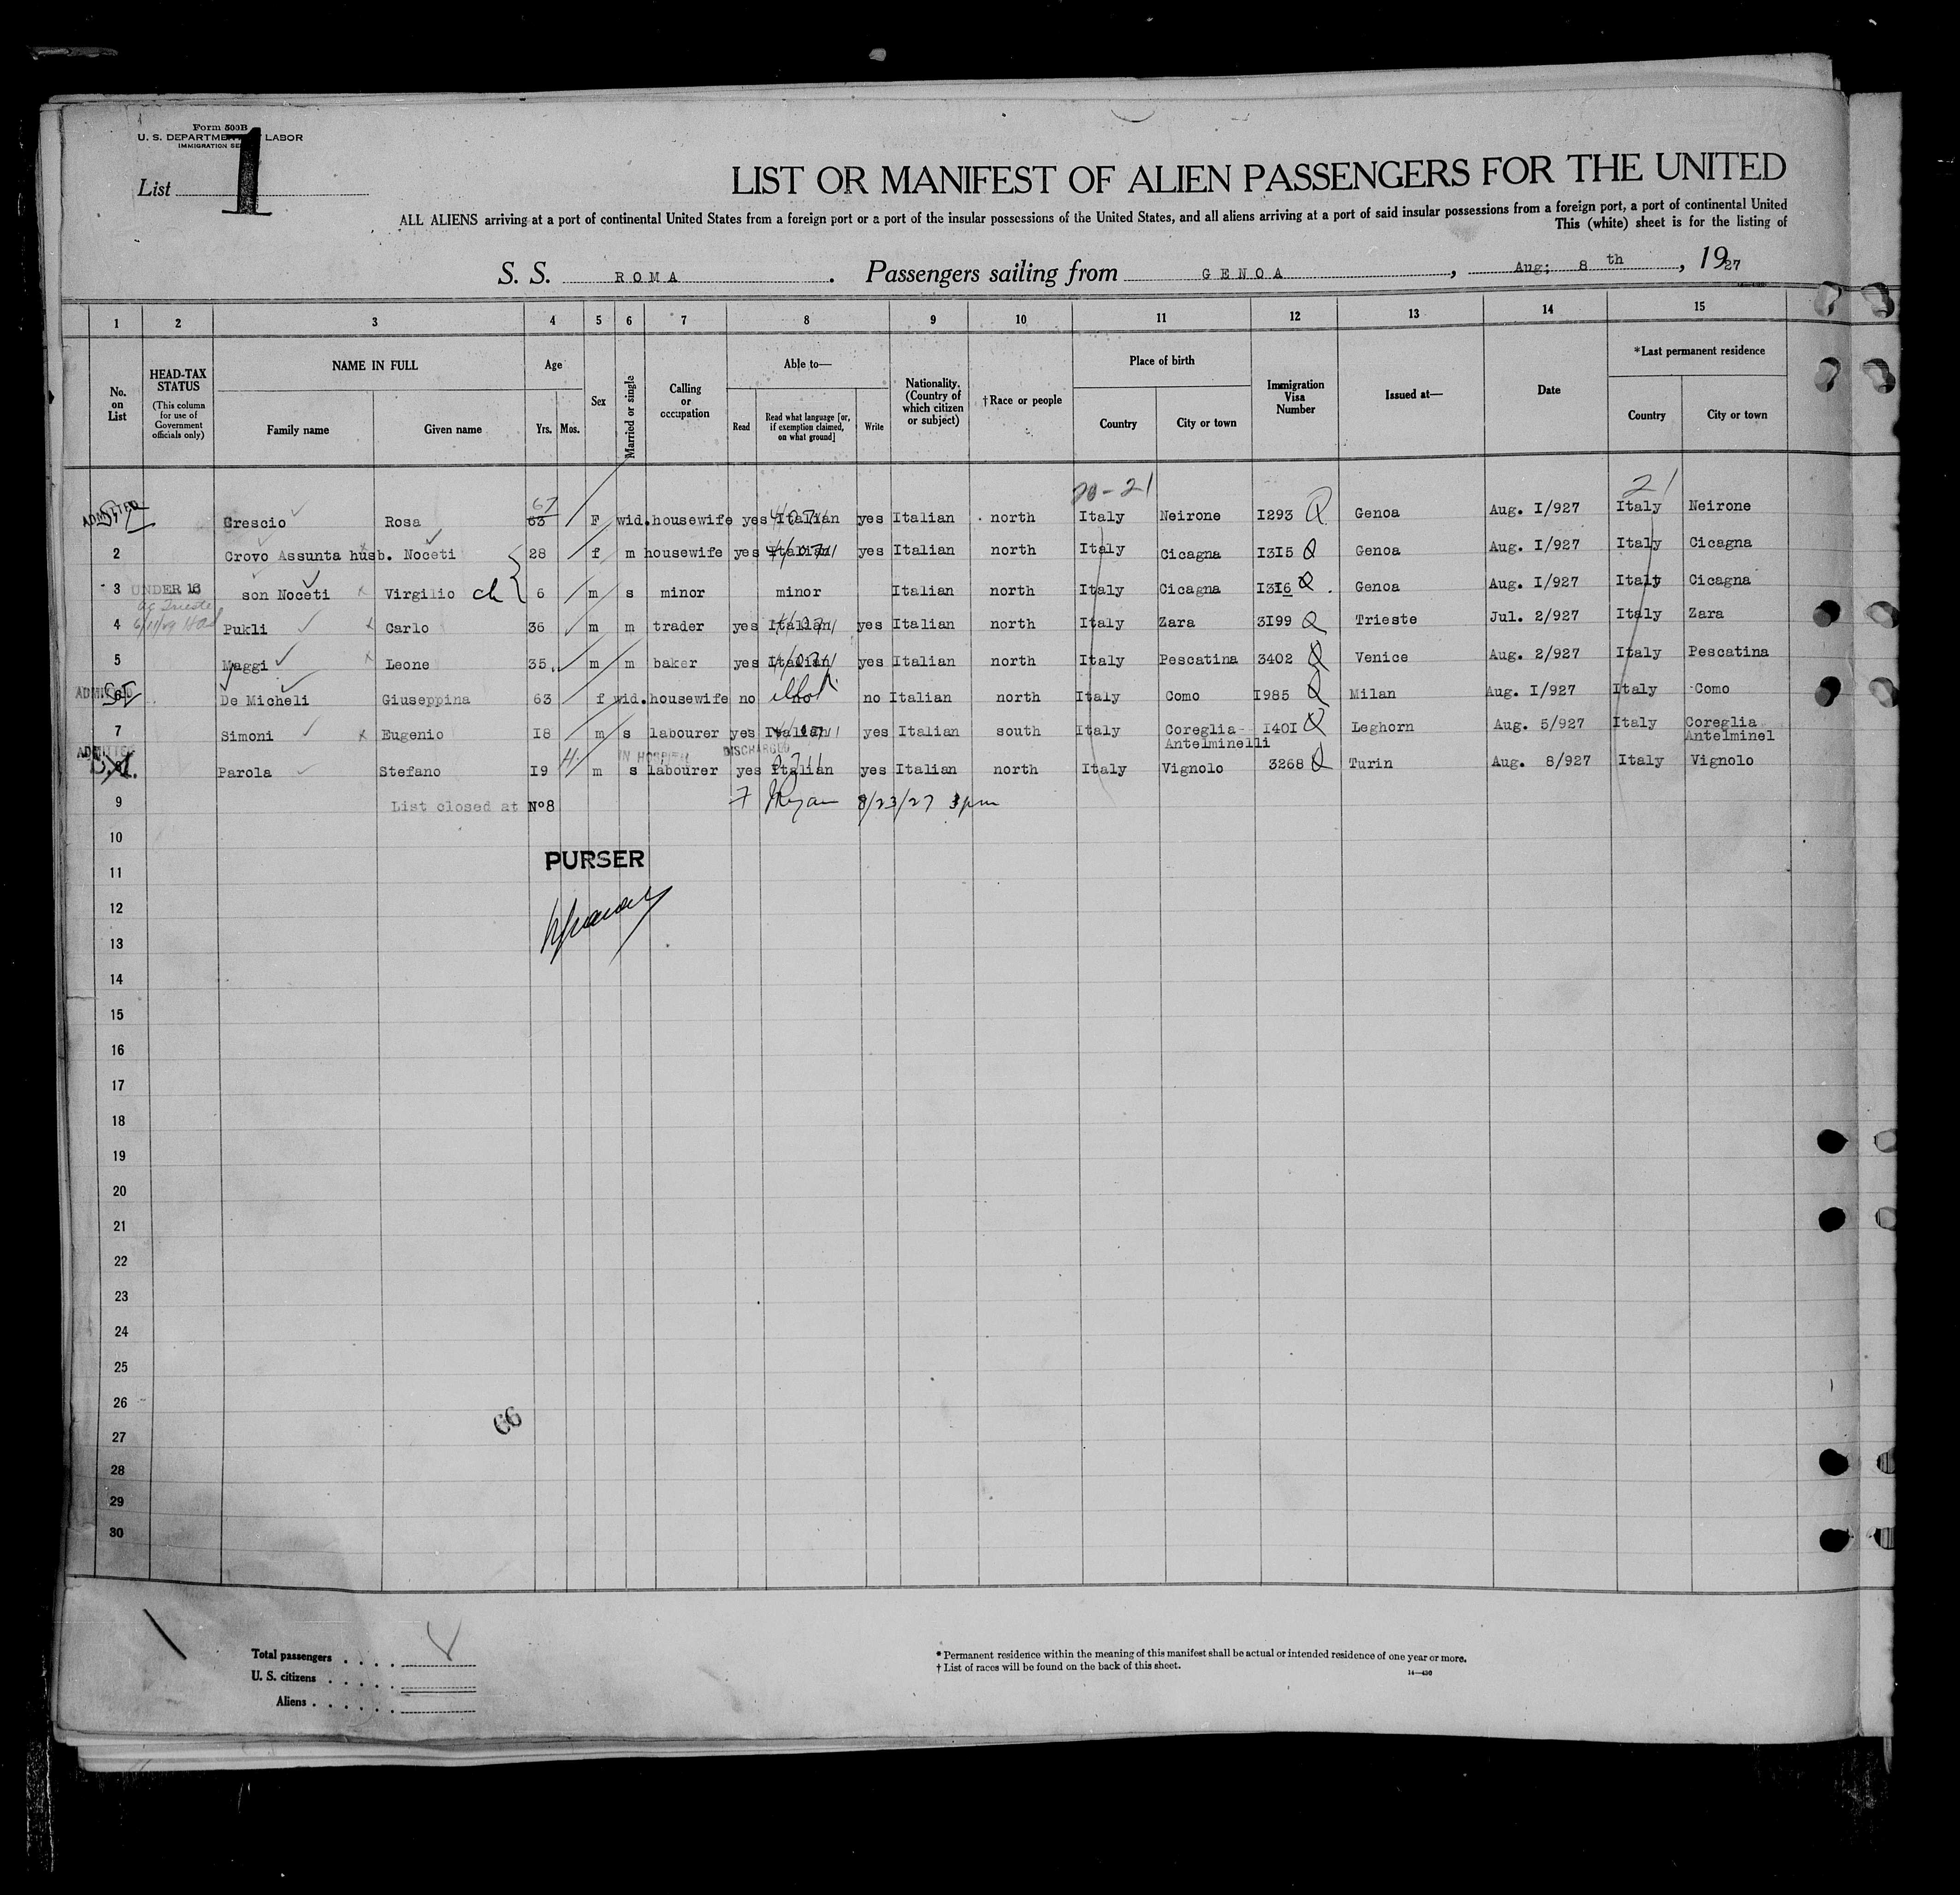 Form 500B
U. S. DEPARTMENT LABOR
IMMIGRATION SE
List 1
LIST OR MANIFEST OF ALIEN PASSENGERS FOR THE UNITED
ALL ALIENS arriving at a port of continental United States from a foreign port or a port of the insular possessions of the United States, and all aliens arriving at a port of said insular possessions from a foreign port, a port of continental United
This (white) sheet is for the listing of
S. S. ROMA . Passengers sailing from GENOA , Aug; 8 th , 1927
1 2 3 4 5 6 7 8 9 10 11 12 13 14 15
No. on List
HEAD-TAX STATUS (This column for use of Government officials only)
NAME IN FULL
Family name Given name
Age
Yrs. Mos.
Sex
Married or single
Calling or occupation
Able to—
Read Read what language [or, if exemption claimed, on what ground] Write
Nationality. (Country of which citizen or subject)
†Race or people
Place of birth
Country City or town
Immigration Visa Number
Issued at—
Date
*Last permanent residence
Country City or town
20-21 21
67
ADMITTED Crescio Rosa 63 F wid. housewife yes Italian yes Italian north Italy Neirone I293 Genoa Aug. I/927 Italy Neirone
2 Crovo Assunta husb. Noceti 28 f m housewife yes Italian yes Italian north Italy Cicagna I3I5 Genoa Aug. I/927 Italy Cicagna
3 UNDER 16 son Noceti Virgilio ch 6 m s minor minor Italian north Italy Cicagna I3I6 Genoa Aug. I/927 Italy Cicagna
4 Pukli Carlo 36 m m trader yes Italian yes Italian north Italy Zara 3I99 Trieste Jul. 2/927 Italy Zara
5 Maggi Leone 35 m m baker yes Italian yes Italian north Italy Pescatina 3402 Venice Aug. 2/927 Italy Pescatina
ADMITTED De Micheli Giuseppina 63 f wid. housewife no no no Italian north Italy Como I985 Milan Aug. I/927 Italy Como
7 Simoni Eugenio I8 m s labourer yes Italian yes Italian south Italy Coreglia- Antelminelli I40I Leghorn Aug. 5/927 Italy Coreglia Antelminel
IN HOSPITAL DISCHARGED
ADMITTED Parola Stefano I9 m s labourer yes Italian yes Italian north Italy Vignolo 3268 Turin Aug. 8/927 Italy Vignolo
9 List closed at Nº8 8/23/27 3pm
10
PURSER
11
12
13
14
15
16
17
18
19
20
21
22
23
24
25
26
66
27
28
29
30
Total passengers
U. S. citizens
Aliens
* Permanent residence within the meaning of this manifest shall be actual or intended residence of one year or more.
† List of races will be found on the back of this sheet.
14—430